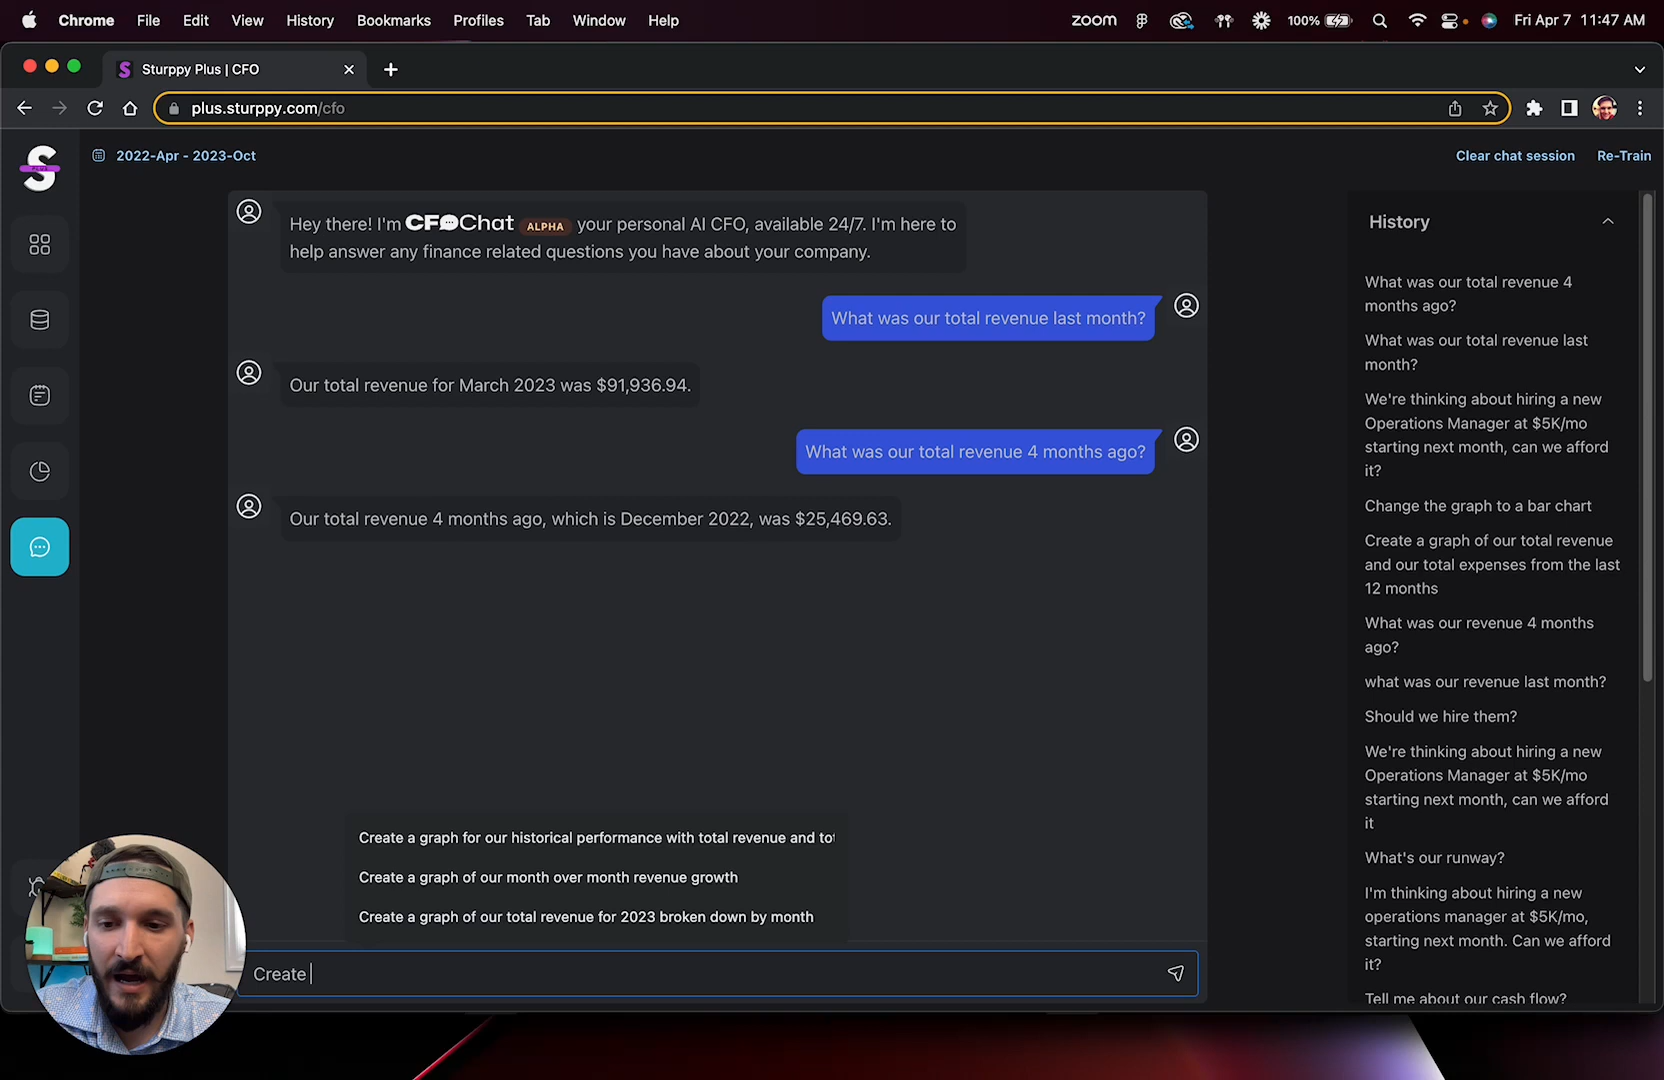 Chrome File Edit View History Bookmarks Profiles Tab Window Help zoom 100% Fri Apr 7 11:47 AM
Sturppy Plus | CFO
plus.sturppy.com/cfo
S
PLUS
2022-Apr - 2023-Oct
Clear chat session Re-Train
Hey there! I'm CFOChat ALPHA your personal AI CFO, available 24/7. I'm here to
help answer any finance related questions you have about your company.
What was our total revenue last month?
Our total revenue for March 2023 was $91,936.94.
What was our total revenue 4 months ago?
Our total revenue 4 months ago, which is December 2022, was $25,469.63.
Create a graph for our historical performance with total revenue and tot
Create a graph of our month over month revenue growth
Create a graph of our total revenue for 2023 broken down by month
Create
History
What was our total revenue 4
months ago?
What was our total revenue last
month?
We're thinking about hiring a new
Operations Manager at $5K/mo
starting next month, can we afford
it?
Change the graph to a bar chart
Create a graph of our total revenue
and our total expenses from the last
12 months
What was our revenue 4 months
ago?
what was our revenue last month?
Should we hire them?
We're thinking about hiring a new
Operations Manager at $5K/mo
starting next month, can we afford
it
What's our runway?
I'm thinking about hiring a new
operations manager at $5K/mo,
starting next month. Can we afford
it?
Tell me about our cash flow?